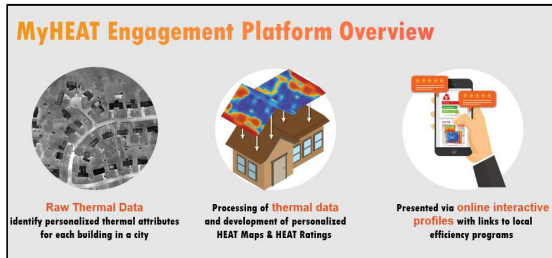 MyHEAT Engagement Platform Overview
Raw Thermal Data
identify personalized thermal attributes
for each building in a city
Processing of thermal data
and development of personalized
HEAT Maps & HEAT Ratings
Presented via online interactive
profiles with links to local
efficiency programs